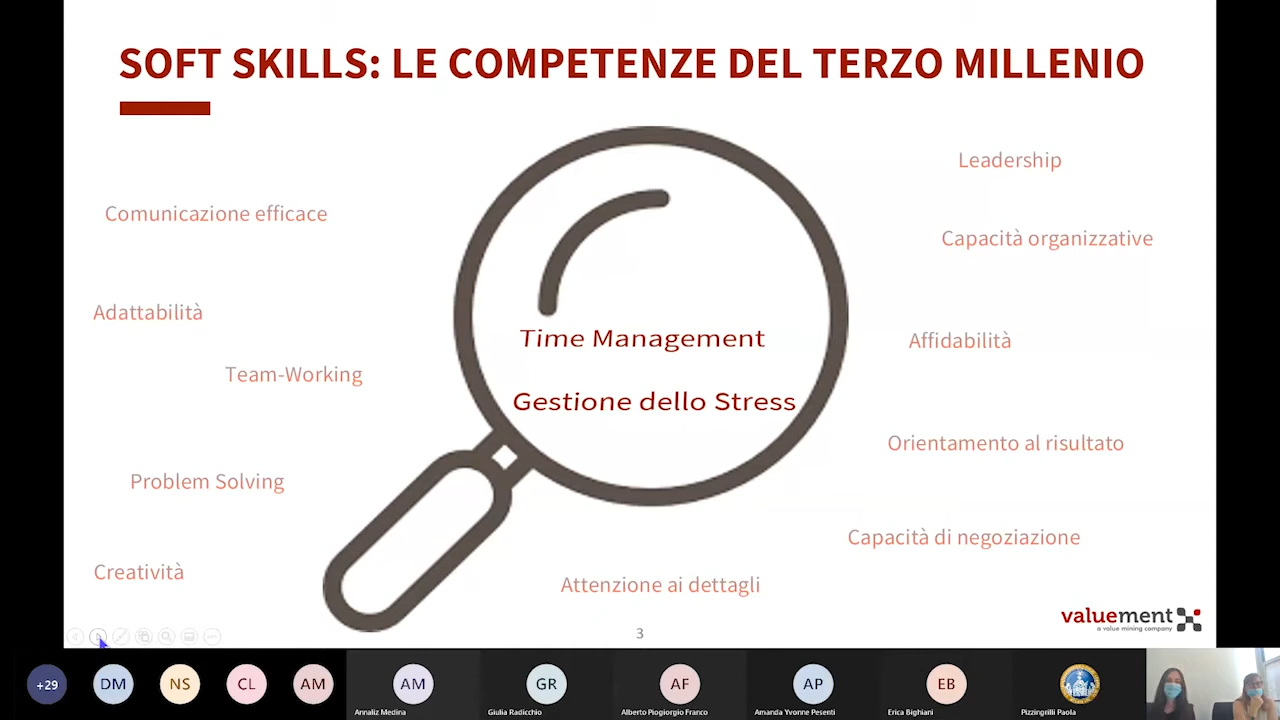 SOFT SKILLS: LE COMPETENZE DEL TERZO MILLENIO
Leadership
Comunicazione efficace
Capacità organizzative
Adattabilità
Time Management
Affidabilità
Team-Working
Gestione dello Stress
Orientamento al risultato
Problem Solving
Capacità di negoziazione
Creatività
Attenzione ai dettagli
valuement
a value mining company
3
+29
DM
NS
CL
AM
AM
GR
AF
AP
EB
Annaliz Medina
Giulia Radicchio
Alberto Piogiorgio Franco
Amanda Yvonne Pesenti
Erica Bighiani
Pizzingrilli Paola